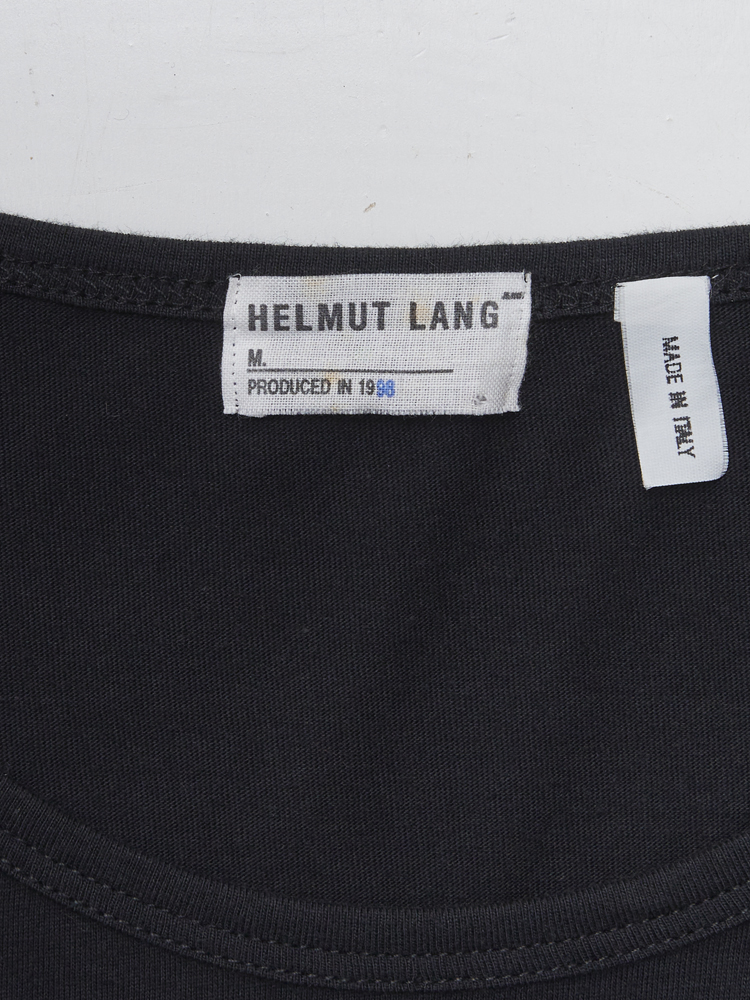 HELMUT LANG
M.
PRODUCED IN 1998
MADE IN ITALY